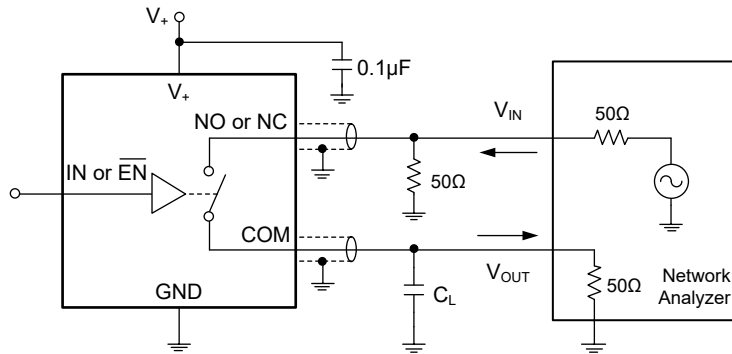 V+
0.1μF
V+
NO or NC
VIN
50Ω
50Ω
IN or EN
COM
VOUT
CL
50Ω
Network
Analyzer
GND